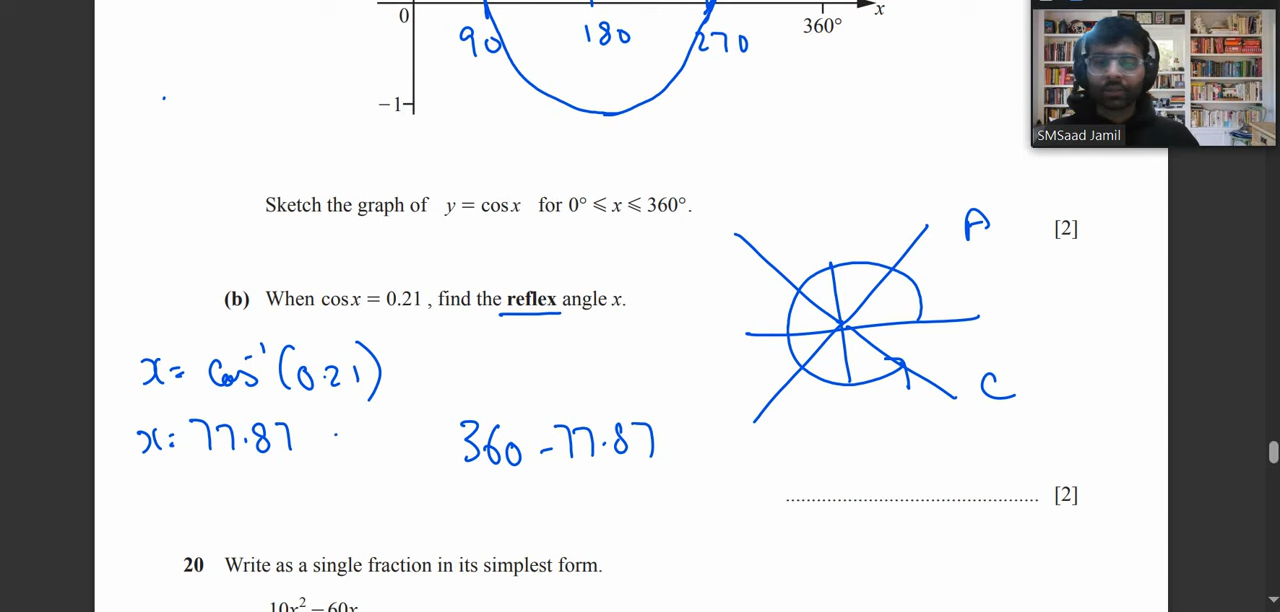 0
90
180
270
360°
x
−1
SMSaad Jamil
Sketch the graph of y = cos x for 0° ⩽ x ⩽ 360°.
[2]
A
(b) When cos x = 0.21 , find the reflex angle x.
x = cos⁻¹(0.21)
C
x = 77.87
360 − 77.87
.................................................. [2]
20 Write as a single fraction in its simplest form.
10x² − 60x